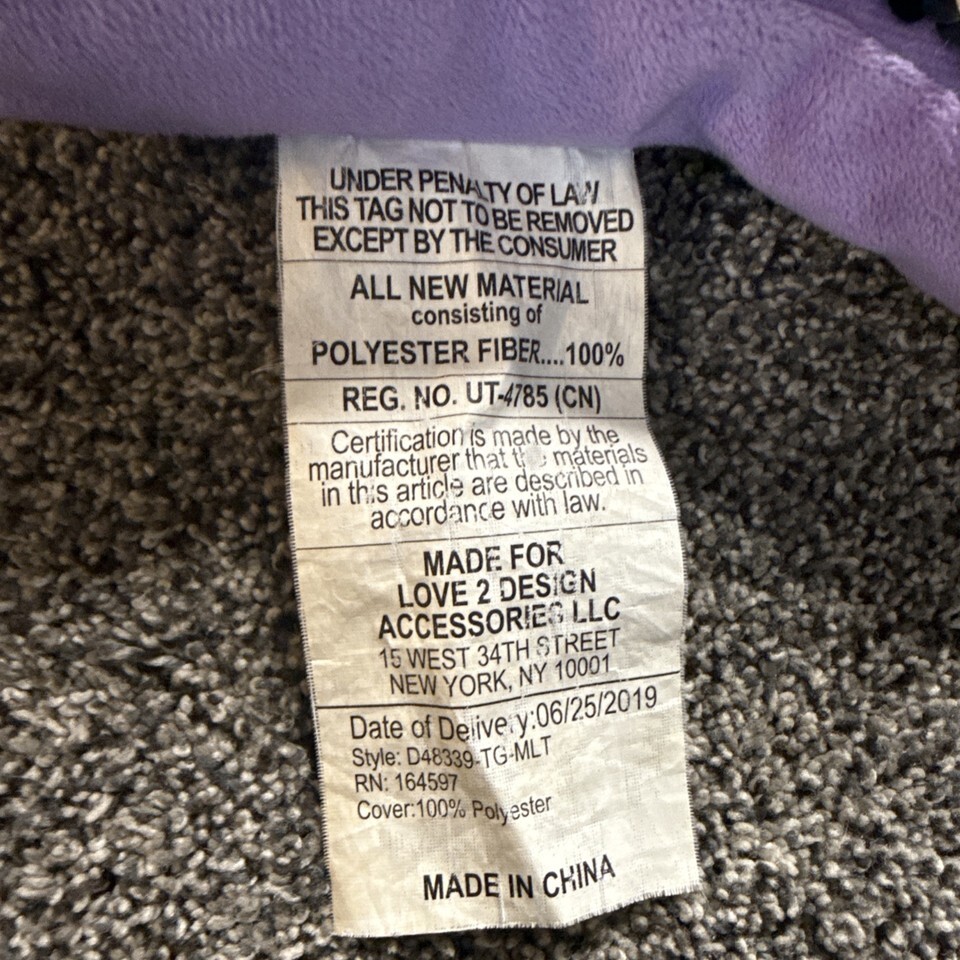 UNDER PENALTY OF LAW
THIS TAG NOT TO BE REMOVED
EXCEPT BY THE CONSUMER
ALL NEW MATERIAL
consisting of
POLYESTER FIBER....100%
REG. NO. UT-4785 (CN)
Certification is made by the
manufacturer that the materials
in this article are described in
accordance with law.
MADE FOR
LOVE 2 DESIGN
ACCESSORIES LLC
15 WEST 34TH STREET
NEW YORK, NY 10001
Date of Delivery:06/25/2019
Style: D48339-TG-MLT
RN: 164597
Cover:100% Polyester
MADE IN CHINA